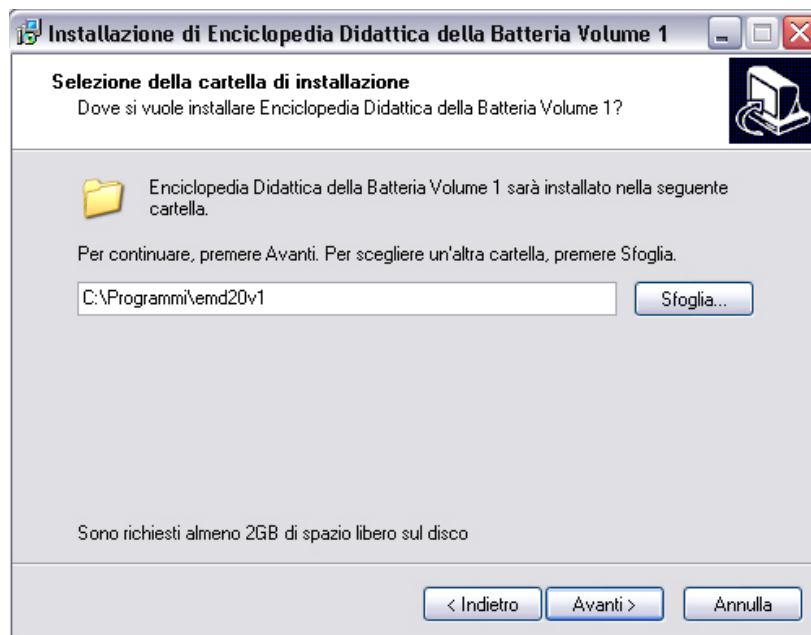 Installazione di Enciclopedia Didattica della Batteria Volume 1
Selezione della cartella di installazione
Dove si vuole installare Enciclopedia Didattica della Batteria Volume 1?
Enciclopedia Didattica della Batteria Volume 1 sarà installato nella seguente
cartella.
Per continuare, premere Avanti. Per scegliere un'altra cartella, premere Sfoglia.
C:\Programmi\emd20v1
Sfoglia...
Sono richiesti almeno 2GB di spazio libero sul disco
< Indietro
Avanti >
Annulla